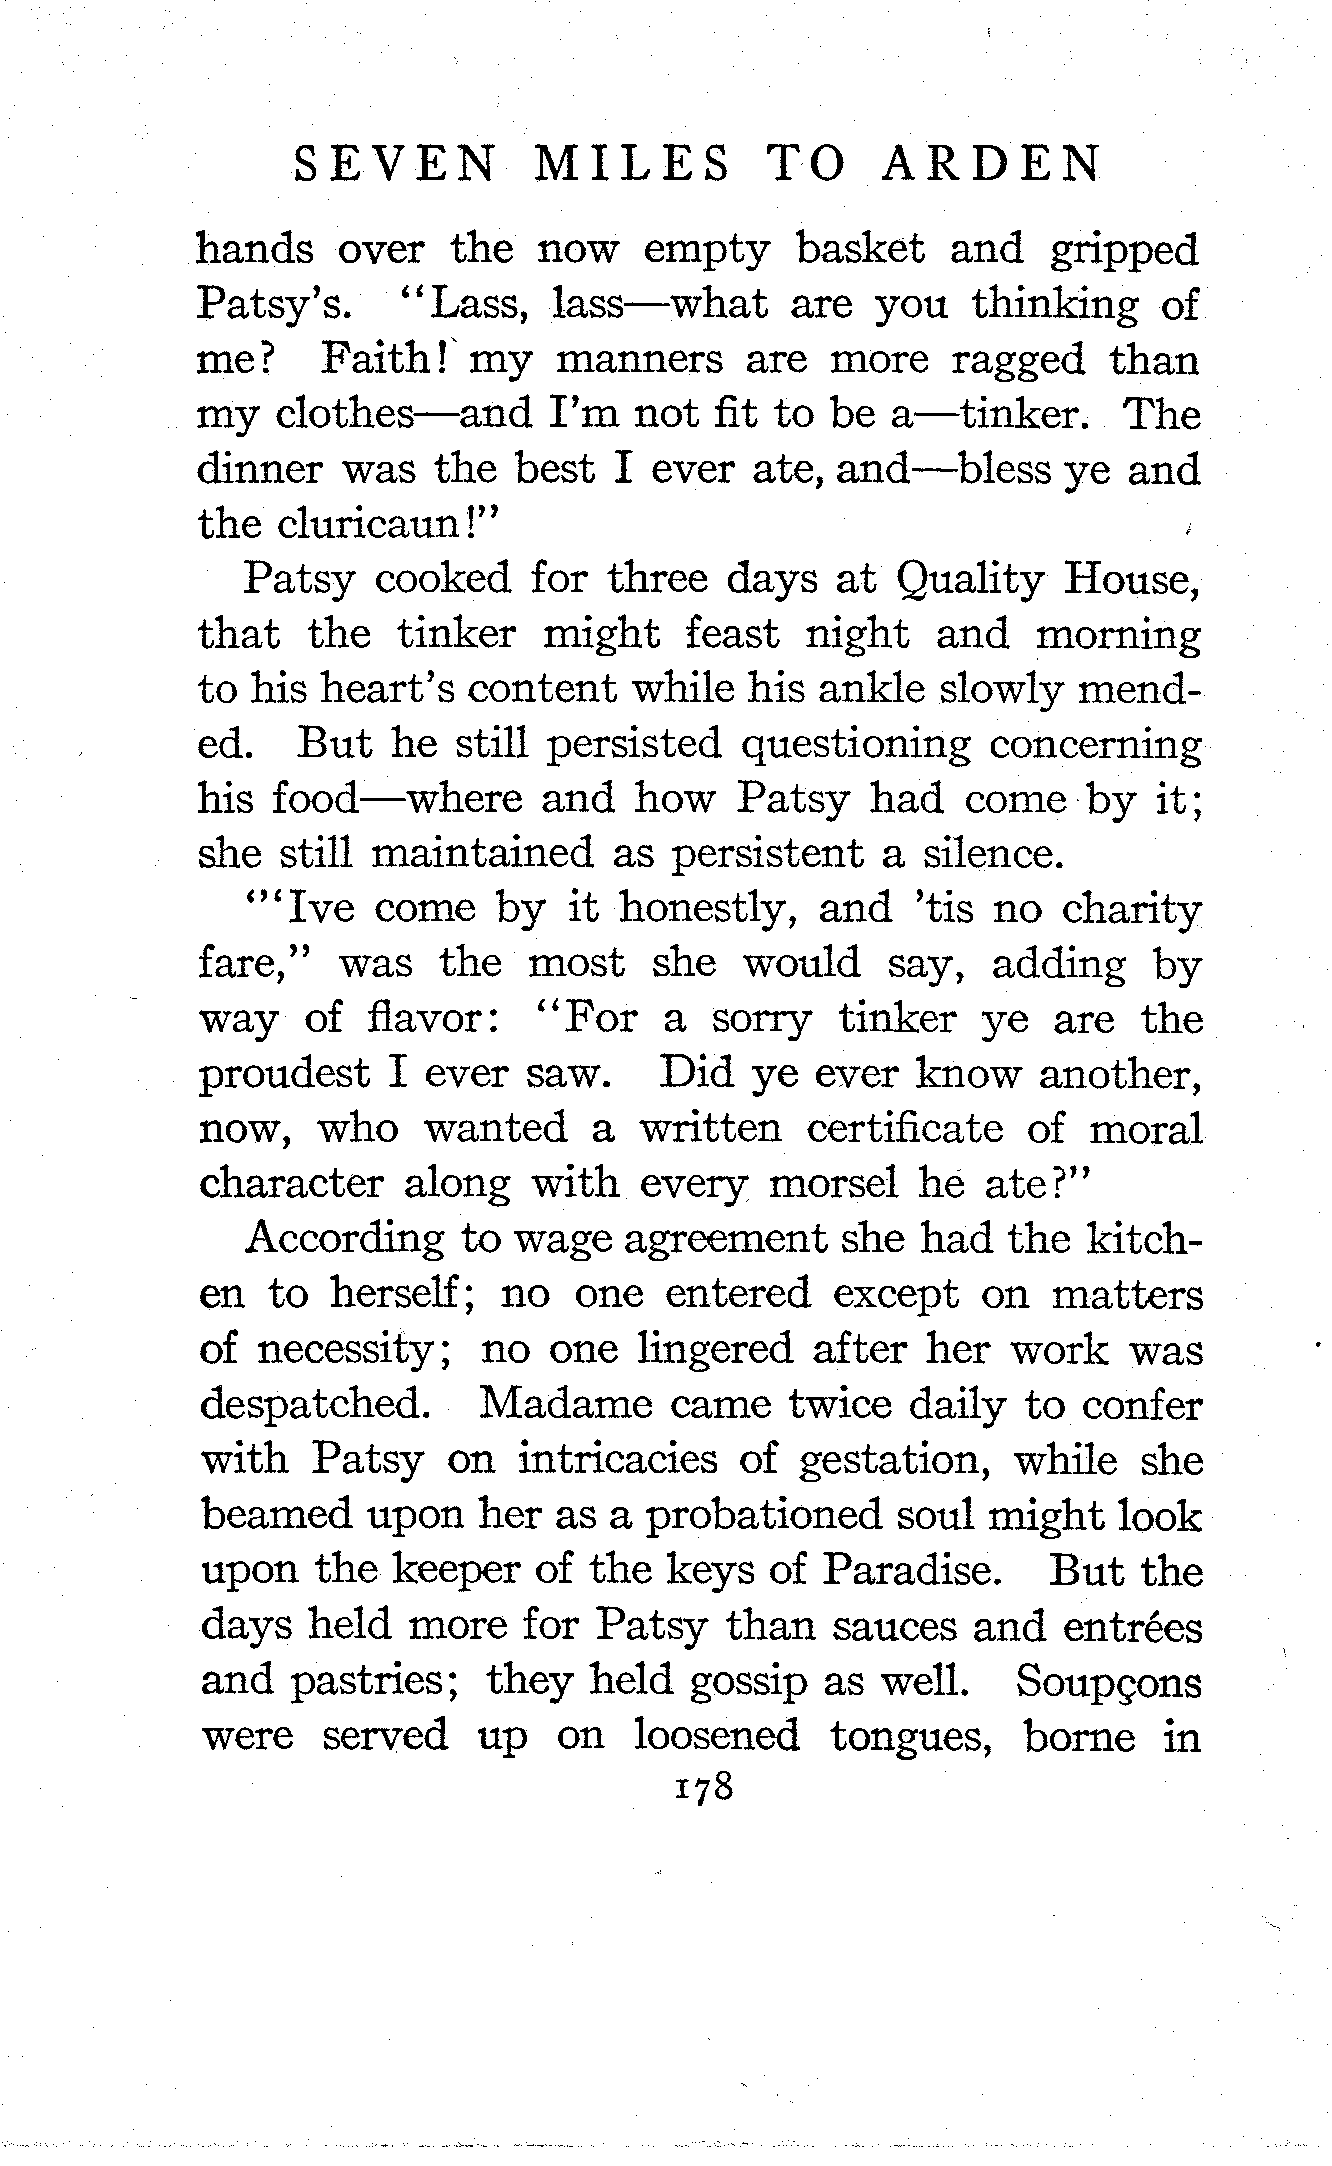 SEVEN MILES TO ARDEN
hands over the now empty basket and gripped
Patsy's. "Lass, lass—what are you thinking of
me? Faith! my manners are more ragged than
my clothes—and I'm not fit to be a—tinker. The
dinner was the best I ever ate, and—bless ye and
the cluricaun!"
Patsy cooked for three days at Quality House,
that the tinker might feast night and morning
to his heart's content while his ankle slowly mend-
ed. But he still persisted questioning concerning
his food—where and how Patsy had come by it;
she still maintained as persistent a silence.
"'Ive come by it honestly, and 'tis no charity
fare," was the most she would say, adding by
way of flavor: "For a sorry tinker ye are the
proudest I ever saw. Did ye ever know another,
now, who wanted a written certificate of moral
character along with every morsel he ate?"
According to wage agreement she had the kitch-
en to herself; no one entered except on matters
of necessity; no one lingered after her work was
despatched. Madame came twice daily to confer
with Patsy on intricacies of gestation, while she
beamed upon her as a probationed soul might look
upon the keeper of the keys of Paradise. But the
days held more for Patsy than sauces and entrées
and pastries; they held gossip as well. Soupçons
were served up on loosened tongues, borne in
178